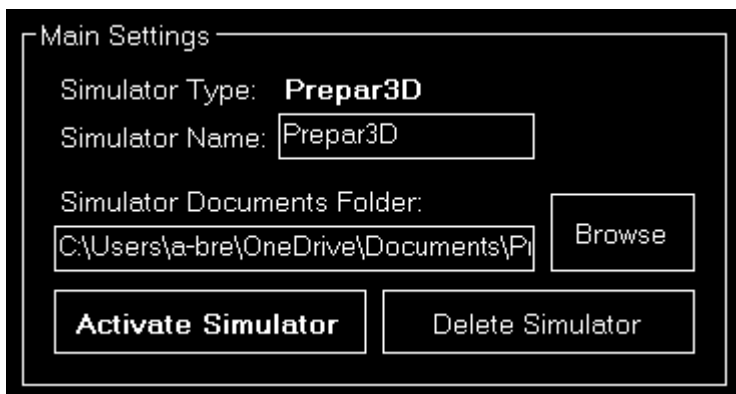 Main Settings
Simulator Type: Prepar3D
Simulator Name: Prepar3D
Simulator Documents Folder:
C:\Users\a-bre\OneDrive\Documents\Pr
Browse
Activate Simulator
Delete Simulator